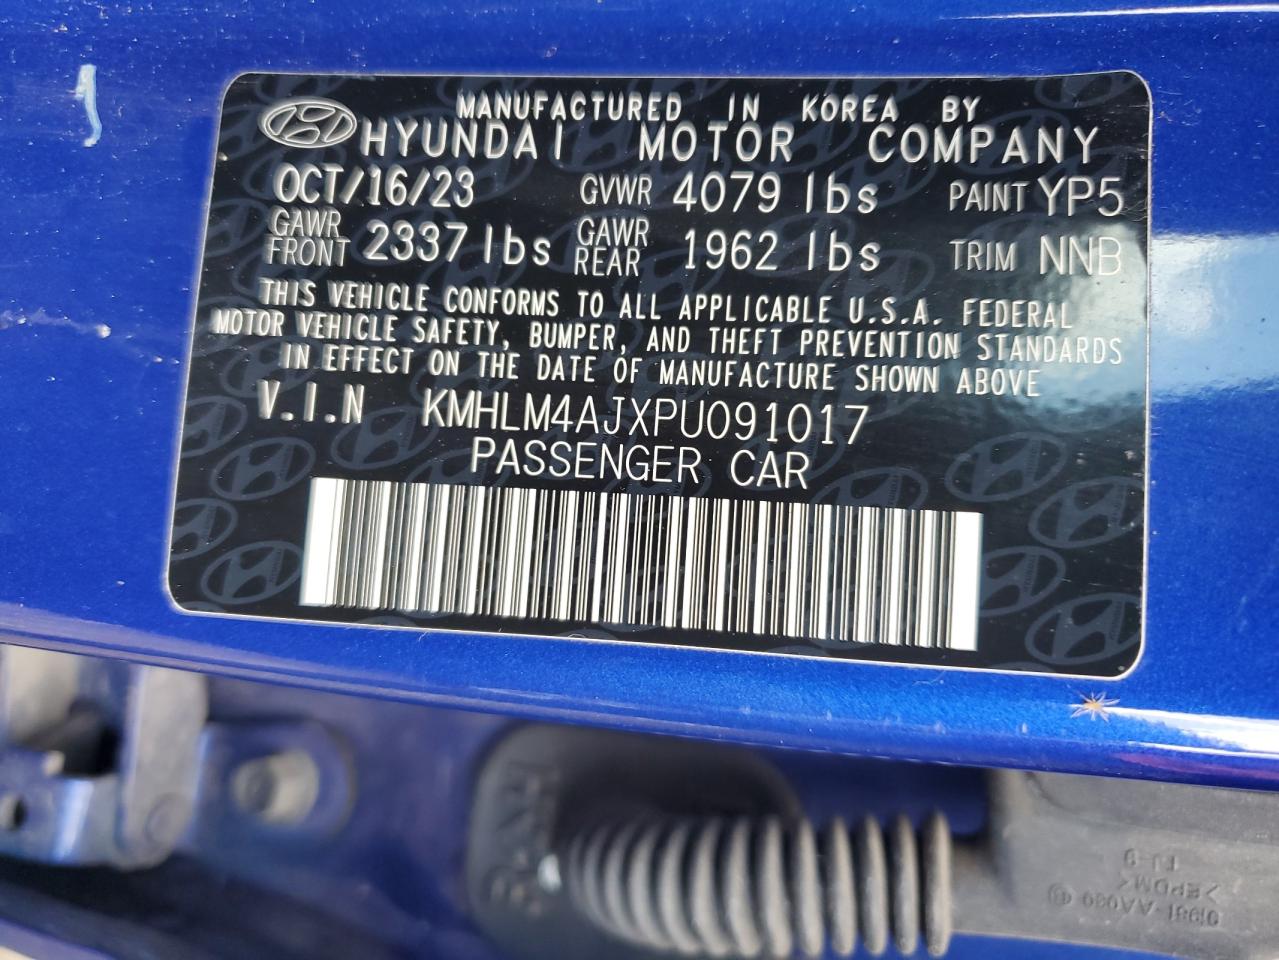 1
MANUFACTURED IN KOREA BY
HYUNDAI MOTOR COMPANY
OCT/16/23 GVWR 4079 lbs PAINT YP5
GAWR FRONT 2337 lbs GAWR REAR 1962 lbs TRIM NNB
THIS VEHICLE CONFORMS TO ALL APPLICABLE U.S.A. FEDERAL
MOTOR VEHICLE SAFETY, BUMPER, AND THEFT PREVENTION STANDARDS
IN EFFECT ON THE DATE OF MANUFACTURE SHOWN ABOVE
V.I.N KMHLM4AJXPU091017
PASSENGER CAR
>EPDM<